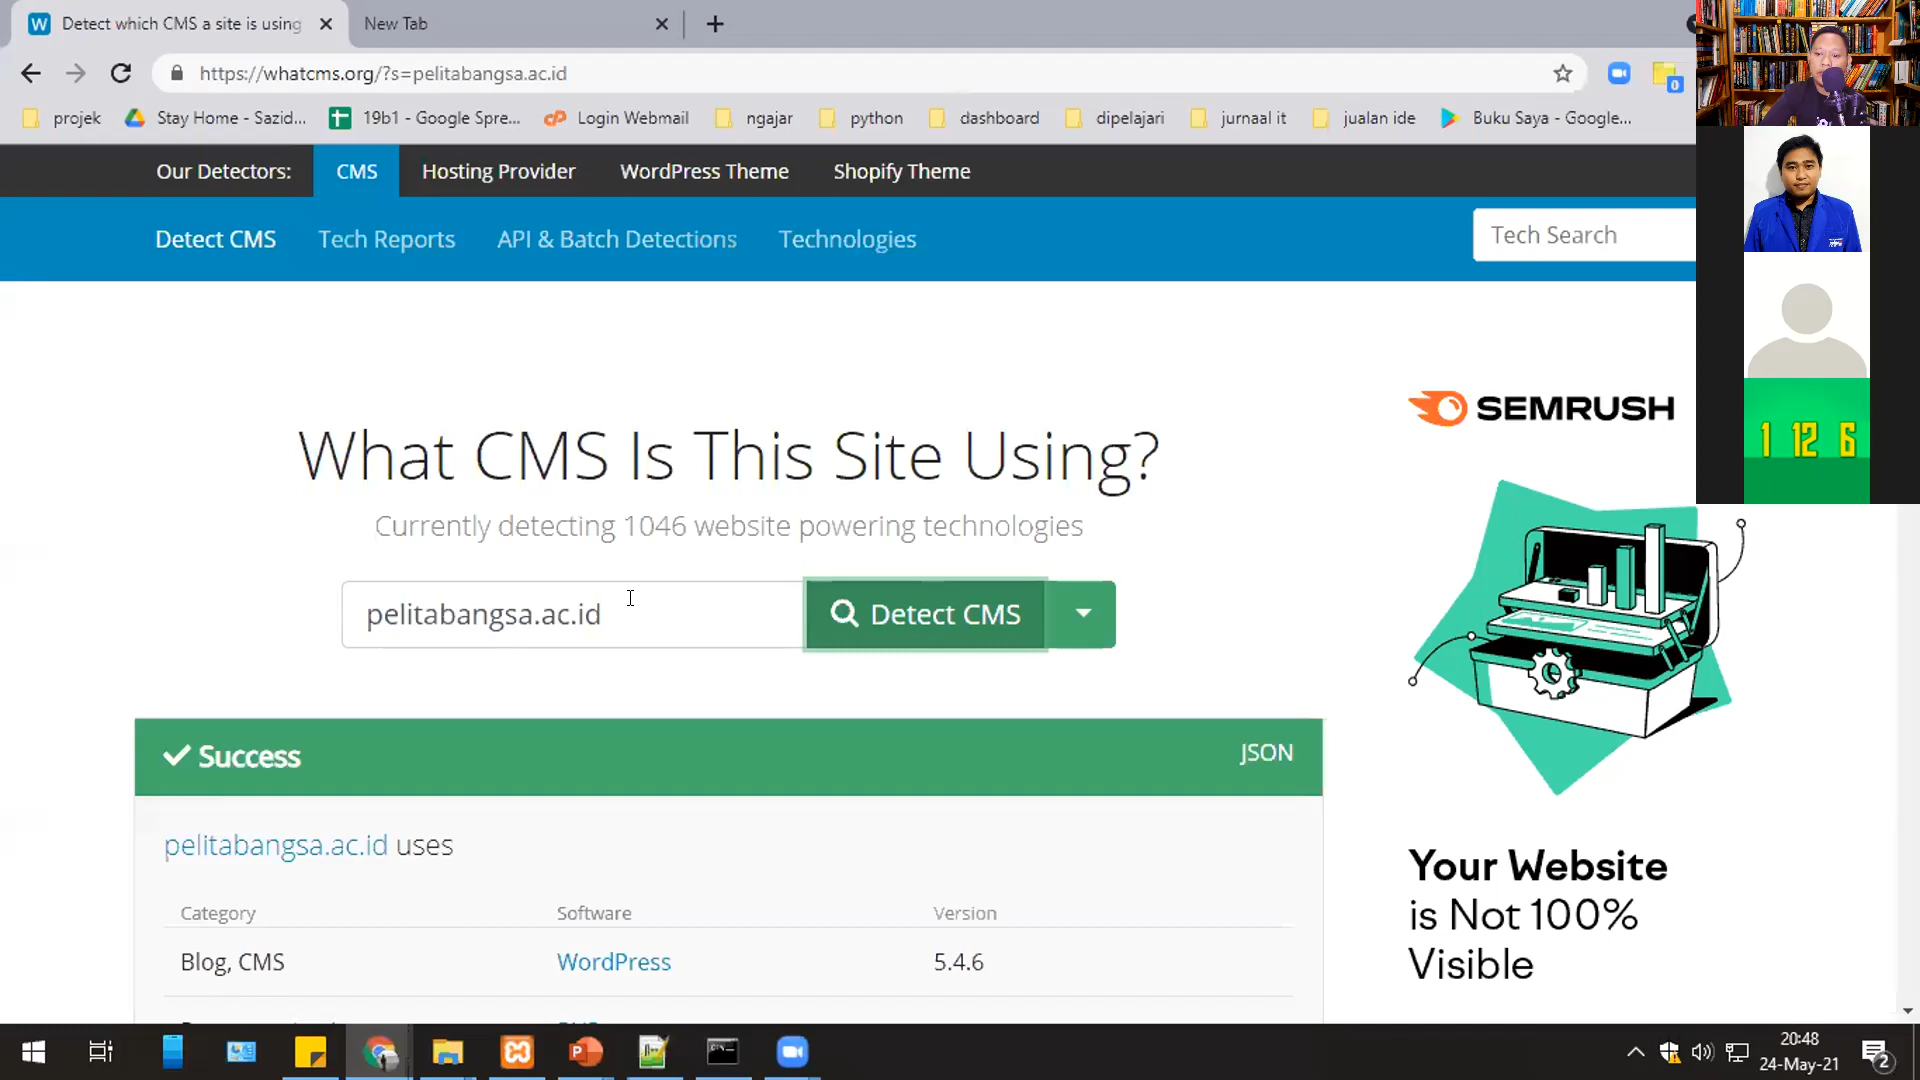 Detect which CMS a site is using
New Tab
https://whatcms.org/?s=pelitabangsa.ac.id
0
projek
Stay Home - Sazid...
19b1 - Google Spre...
Login Webmail
ngajar
python
dashboard
dipelajari
jurnaal it
jualan ide
Buku Saya - Google...
Our Detectors:
CMS
Hosting Provider
WordPress Theme
Shopify Theme
Detect CMS
Tech Reports
API & Batch Detections
Technologies
Tech Search
1 12 6
SEMRUSH
What CMS Is This Site Using?
Currently detecting 1046 website powering technologies
pelitabangsa.ac.id
Detect CMS
Success
JSON
pelitabangsa.ac.id uses
Category
Software
Version
Blog, CMS
WordPress
5.4.6
Your Website
is Not 100%
Visible
20:48
24-May-21
2